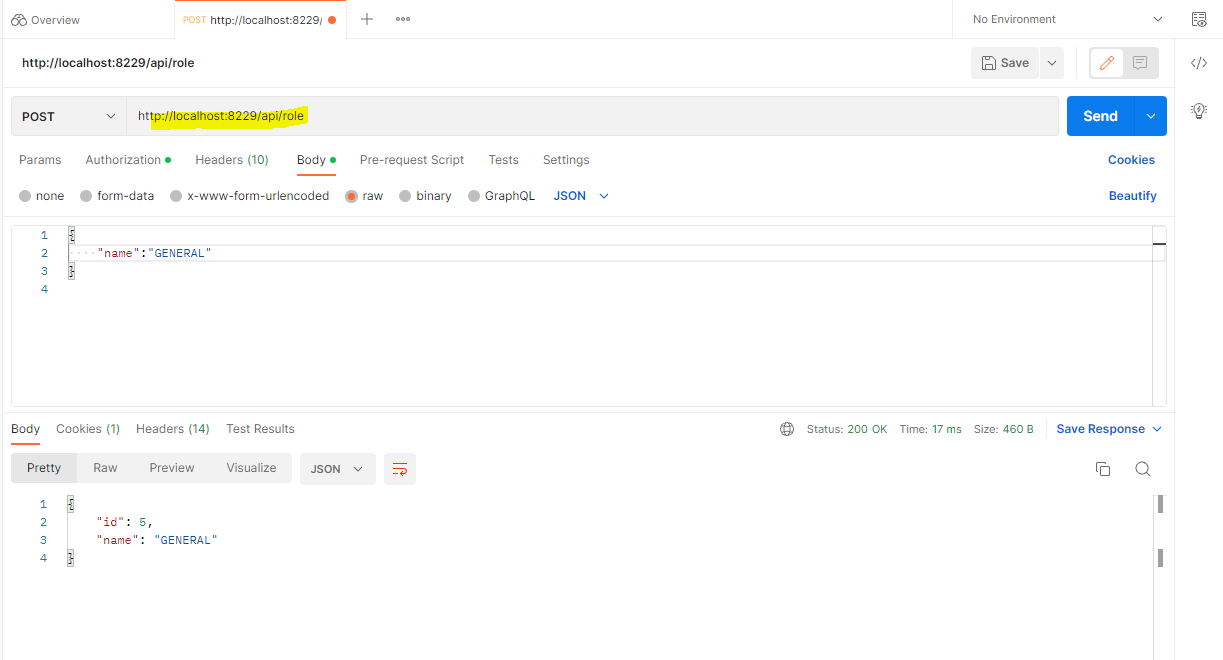 Overview
POST http://localhost:8229/
No Environment
http://localhost:8229/api/role
Save
POST
http://localhost:8229/api/role
Send
Params Authorization Headers (10) Body Pre-request Script Tests Settings Cookies
none form-data x-www-form-urlencoded raw binary GraphQL JSON Beautify
1 {
2 "name":"GENERAL"
3 }
4
Body Cookies (1) Headers (14) Test Results Status: 200 OK Time: 17 ms Size: 460 B Save Response
Pretty Raw Preview Visualize JSON
1 {
2 "id": 5,
3 "name": "GENERAL"
4 }